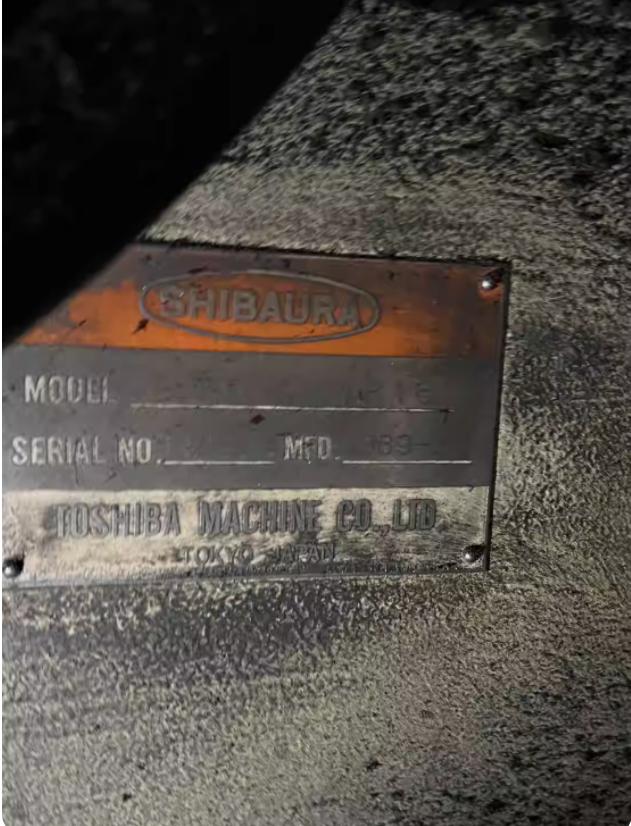 SHIBAURA
MODEL
SERIAL NO. MFD.
TOSHIBA MACHINE CO., LTD
TOKYO JAPAN